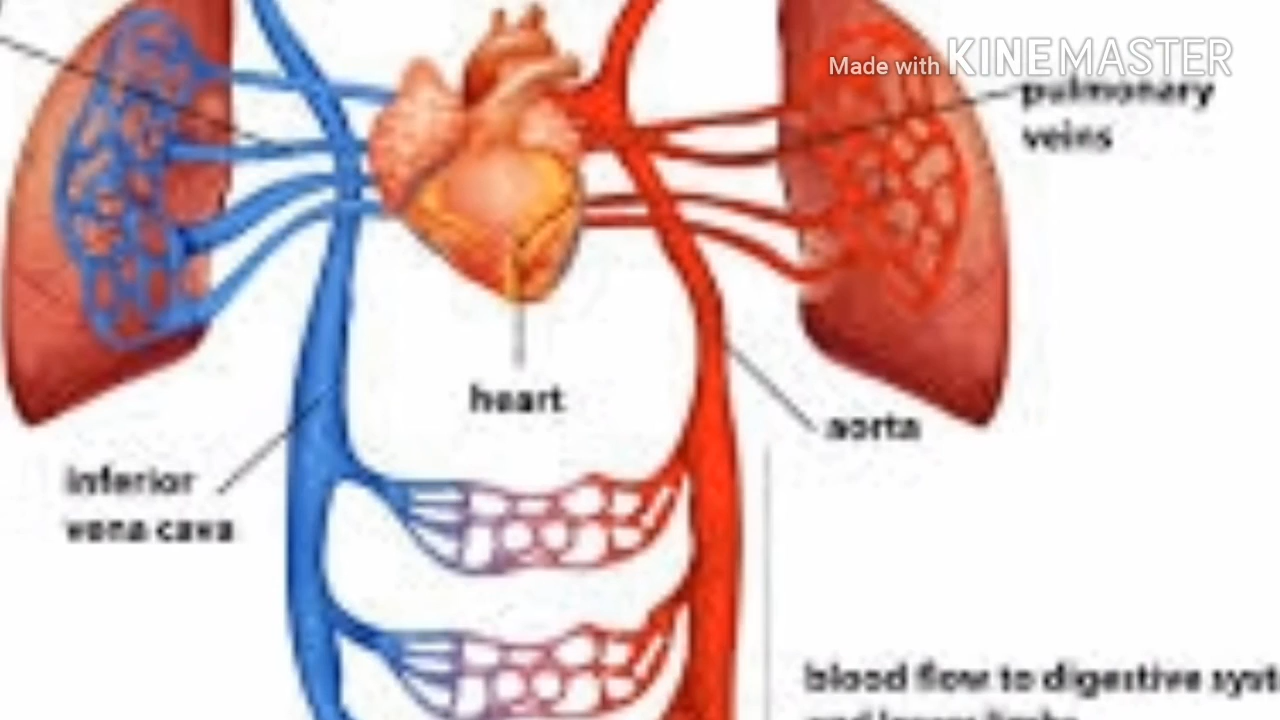 Made with KINEMASTER
pulmonary
veins
heart
aorta
inferior
vena cava
blood flow to digestive syst